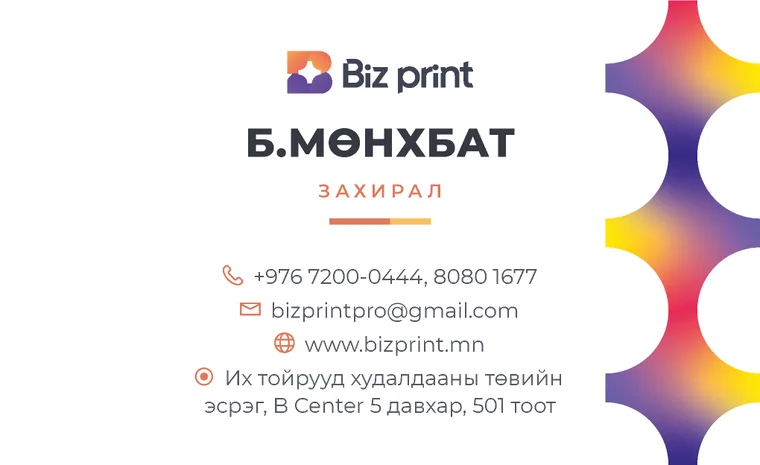 Biz print
Б.МӨНХБАТ
ЗАХИРАЛ
+976 7200-0444, 8080 1677
bizprintpro@gmail.com
www.bizprint.mn
Их тойрууд худалдааны төвийн
эсрэг, B Center 5 давхар, 501 тоот